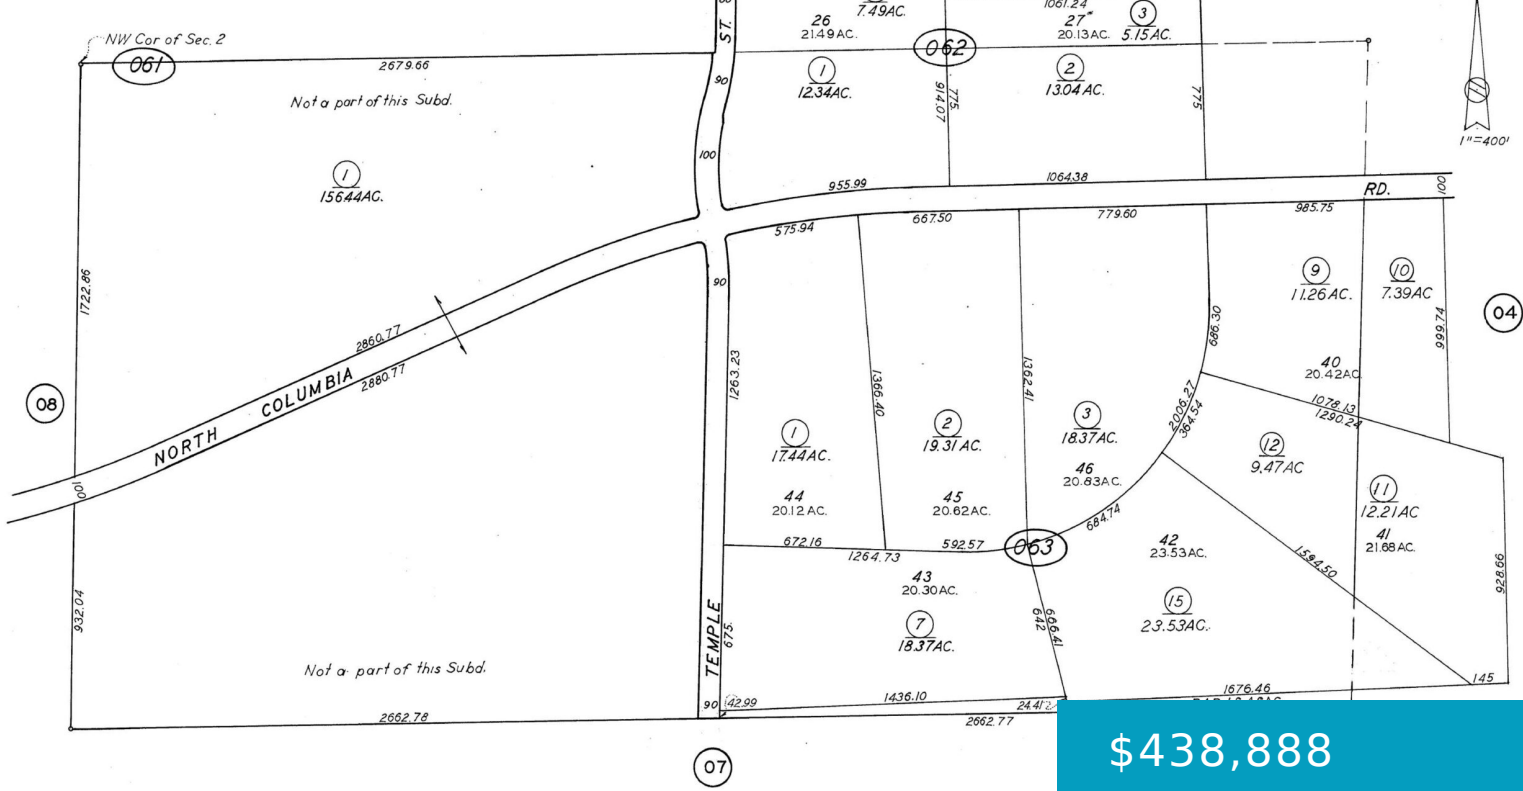 1061.24
7.49AC.
26
21.49AC.
27*
20.13AC.
3
5.15AC.
ST.
062
NW Cor of Sec. 2
061
2679.66
Not a part of this Subd.
1
156.44AC.
90
1
12.34AC.
775
914.07
2
13.04AC.
775
1"=400'
100
955.99
1064.38
RD.
100
575.94
667.50
779.60
985.75
1722.86
2860.77
2880.77
NORTH COLUMBIA
08
100
90
1263.23
1366.40
1362.41
686.30
9
11.26AC.
10
7.39AC
999.74
04
40
20.42AC.
1078.13
1290.24
2006.27
364.54
1
17.44AC.
2
19.31AC.
3
18.37AC.
12
9.47AC
44
20.12AC.
45
20.62AC.
46
20.83AC.
11
12.21AC
41
21.68AC.
684.74
672.16
592.57
1264.73
063
42
23.53AC.
1594.50
928.66
932.04
43
20.30AC.
7
18.37AC.
666.41
642
15
23.53AC.
TEMPLE
675.
Not a part of this Subd.
90
42.99
1436.10
24.41
1676.46
145
2662.78
2662.77
07
$438,888